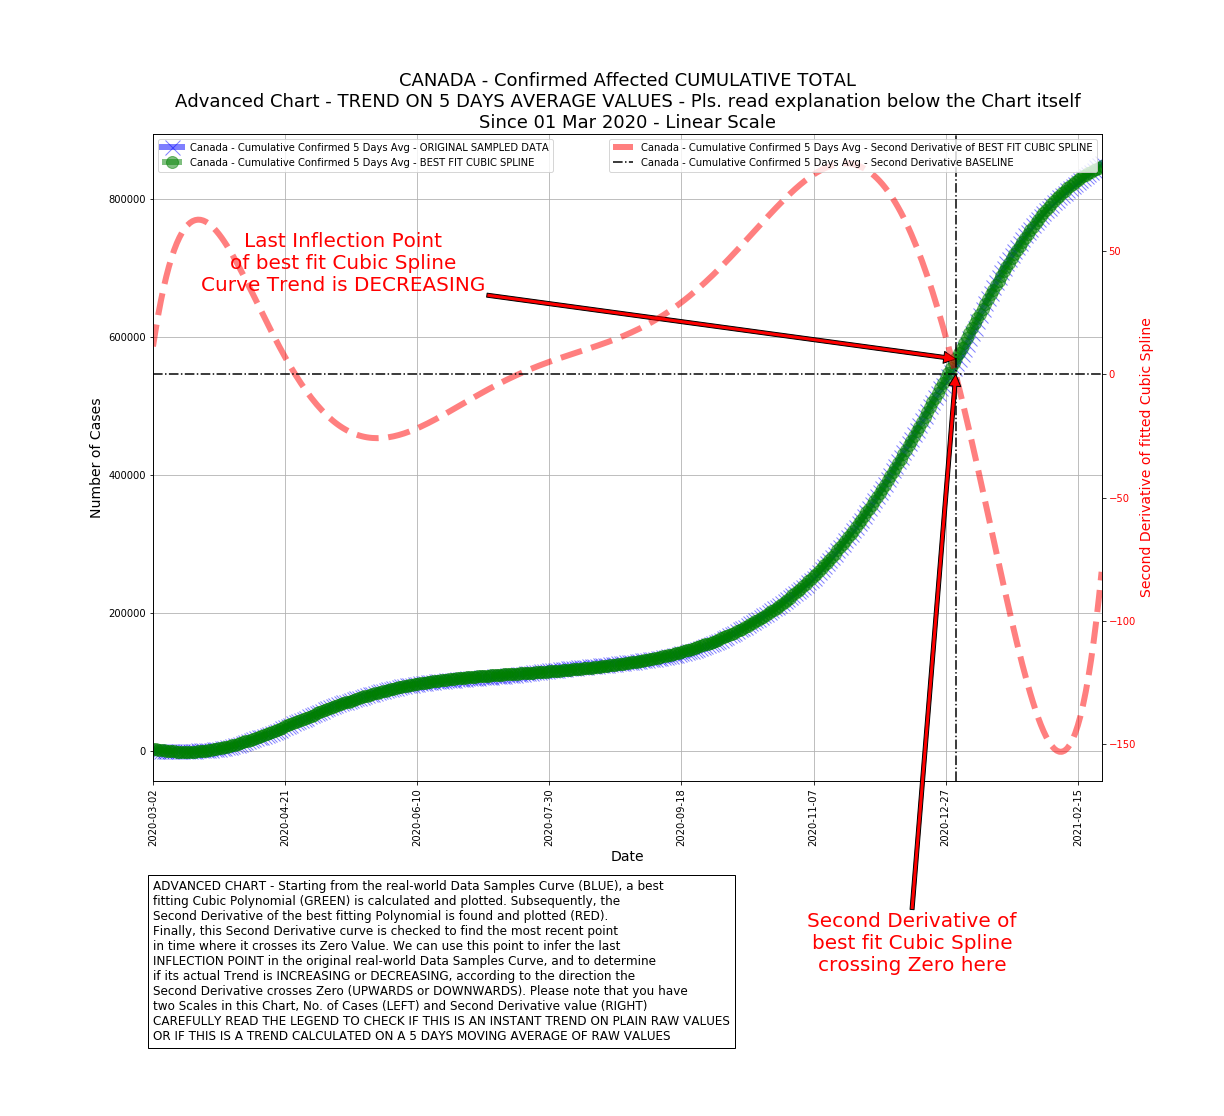 CANADA - Confirmed Affected CUMULATIVE TOTAL
Advanced Chart - TREND ON 5 DAYS AVERAGE VALUES - Pls. read explanation below the Chart itself
Since 01 Mar 2020 - Linear Scale
Canada - Cumulative Confirmed 5 Days Avg - ORIGINAL SAMPLED DATA
Canada - Cumulative Confirmed 5 Days Avg - BEST FIT CUBIC SPLINE
Canada - Cumulative Confirmed 5 Days Avg - Second Derivative of BEST FIT CUBIC SPLINE
Canada - Cumulative Confirmed 5 Days Avg - Second Derivative BASELINE
Last Inflection Point
of best fit Cubic Spline
Curve Trend is DECREASING
Number of Cases
800000
600000
400000
200000
0
50
0
−50
−100
−150
Second Derivative of fitted Cubic Spline
2020-03-02
2020-04-21
2020-06-10
2020-07-30
2020-09-18
2020-11-07
2020-12-27
2021-02-15
Date
Second Derivative of
best fit Cubic Spline
crossing Zero here
ADVANCED CHART - Starting from the real-world Data Samples Curve (BLUE), a best
fitting Cubic Polynomial (GREEN) is calculated and plotted. Subsequently, the
Second Derivative of the best fitting Polynomial is found and plotted (RED).
Finally, this Second Derivative curve is checked to find the most recent point
in time where it crosses its Zero Value. We can use this point to infer the last
INFLECTION POINT in the original real-world Data Samples Curve, and to determine
if its actual Trend is INCREASING or DECREASING, according to the direction the
Second Derivative crosses Zero (UPWARDS or DOWNWARDS). Please note that you have
two Scales in this Chart, No. of Cases (LEFT) and Second Derivative value (RIGHT)
CAREFULLY READ THE LEGEND TO CHECK IF THIS IS AN INSTANT TREND ON PLAIN RAW VALUES
OR IF THIS IS A TREND CALCULATED ON A 5 DAYS MOVING AVERAGE OF RAW VALUES